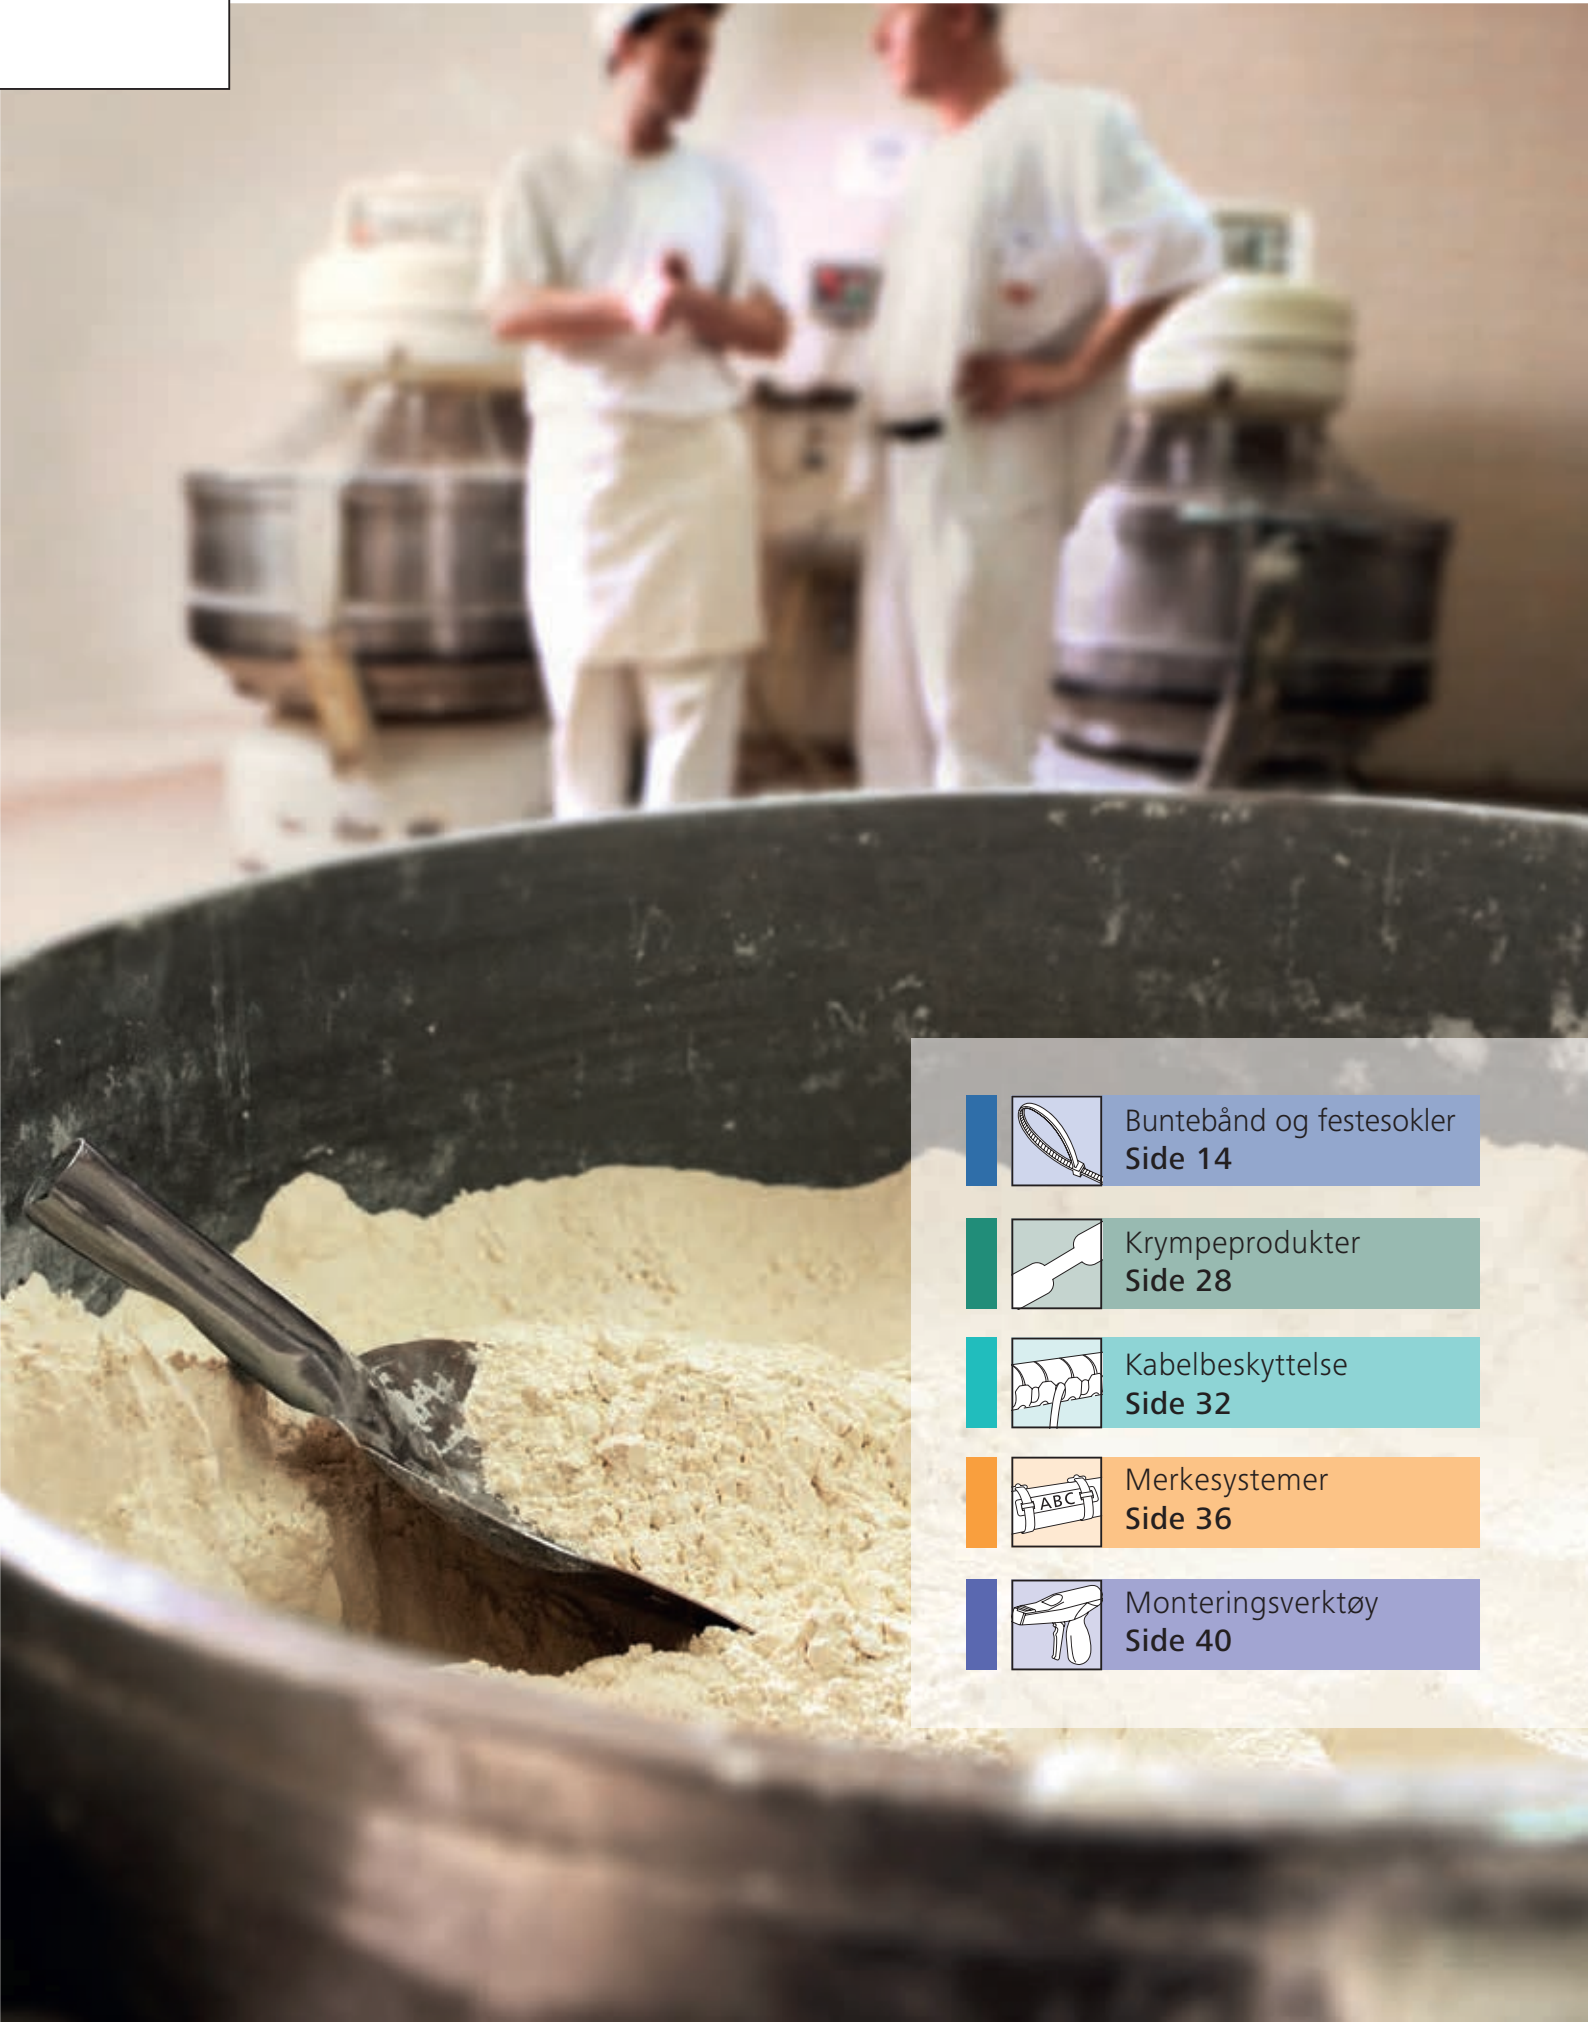 Buntebånd og festesokler
Side 14
Krympeprodukter
Side 28
Kabelbeskyttelse
Side 32
ABC
Merkesystemer
Side 36
Monteringsverktøy
Side 40